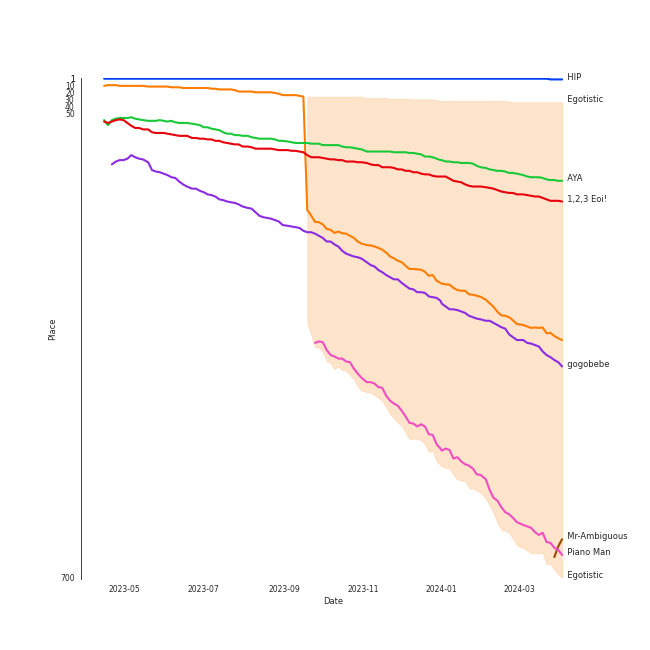 1
10
20
30
40
50
700
Place
HIP
Egotistic
AYA
1,2,3 Eoi!
gogobebe
Mr-Ambiguous
Piano Man
Egotistic
2023-05
2023-07
2023-09
2023-11
2024-01
2024-03
Date